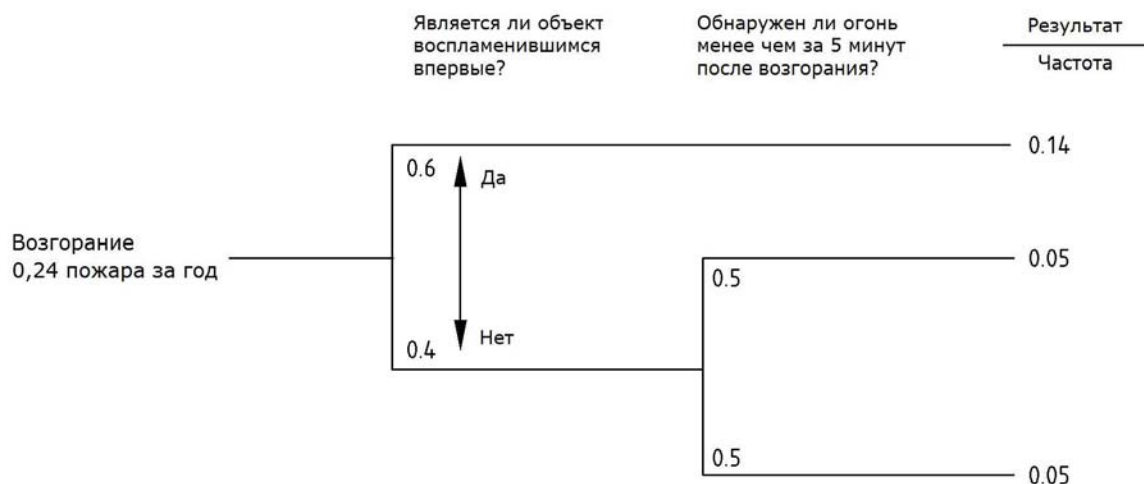 Является ли объект
воспламенившимся
впервые?
Обнаружен ли огонь
менее чем за 5 минут
после возгорания?
Результат
Частота
0.14
0.6
Да
Возгорание
0,24 пожара за год
0.05
0.5
Нет
0.4
0.5
0.05